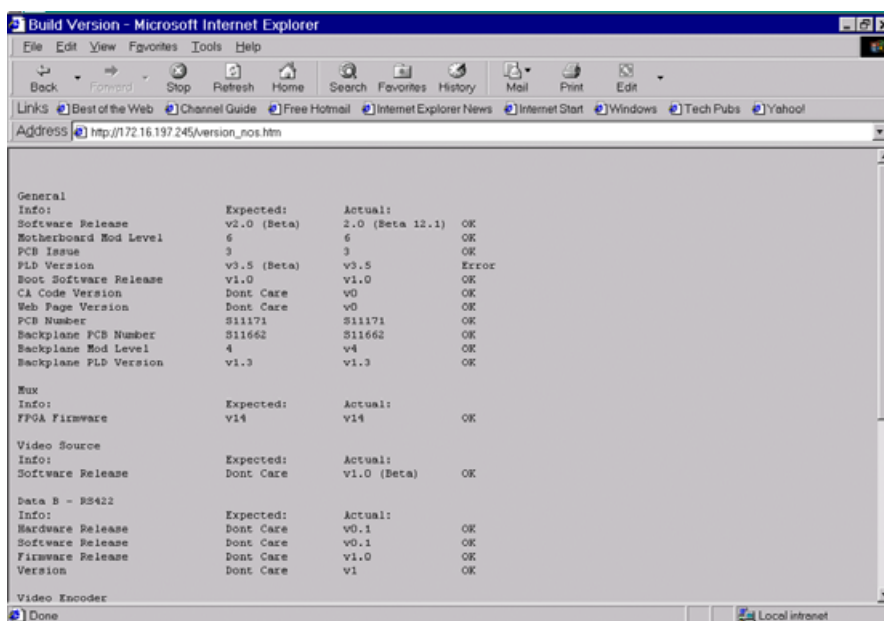 Build Version - Microsoft Internet Explorer
File Edit View Favorites Tools Help
Back Forward Stop Refresh Home Search Favorites History Mail Print Edit
Links Best of the Web Channel Guide Free Hotmail Internet Explorer News Internet Start Windows Tech Pubs Yahoo!
Address http://172.16.197.245/version_nos.htm
General
Info: Expected: Actual:
Software Release v2.0 (Beta) 2.0 (Beta 12.1) OK
Motherboard Mod Level 6 6 OK
PCB Issue 3 3 OK
PLD Version v3.5 (Beta) v3.5 Error
Boot Software Release v1.0 v1.0 OK
CA Code Version Dont Care v0 OK
Web Page Version Dont Care v0 OK
PCB Number S11171 S11171 OK
Backplane PCB Number S11662 S11662 OK
Backplane Mod Level 4 v4 OK
Backplane PLD Version v1.3 v1.3 OK
Mux
Info: Expected: Actual:
FPGA Firmware v14 v14 OK
Video Source
Info: Expected: Actual:
Software Release Dont Care v1.0 (Beta) OK
Data B - RS422
Info: Expected: Actual:
Hardware Release Dont Care v0.1 OK
Software Release Dont Care v0.1 OK
Firmware Release Dont Care v1.0 OK
Version Dont Care v1 OK
Video Encoder
Done Local intranet